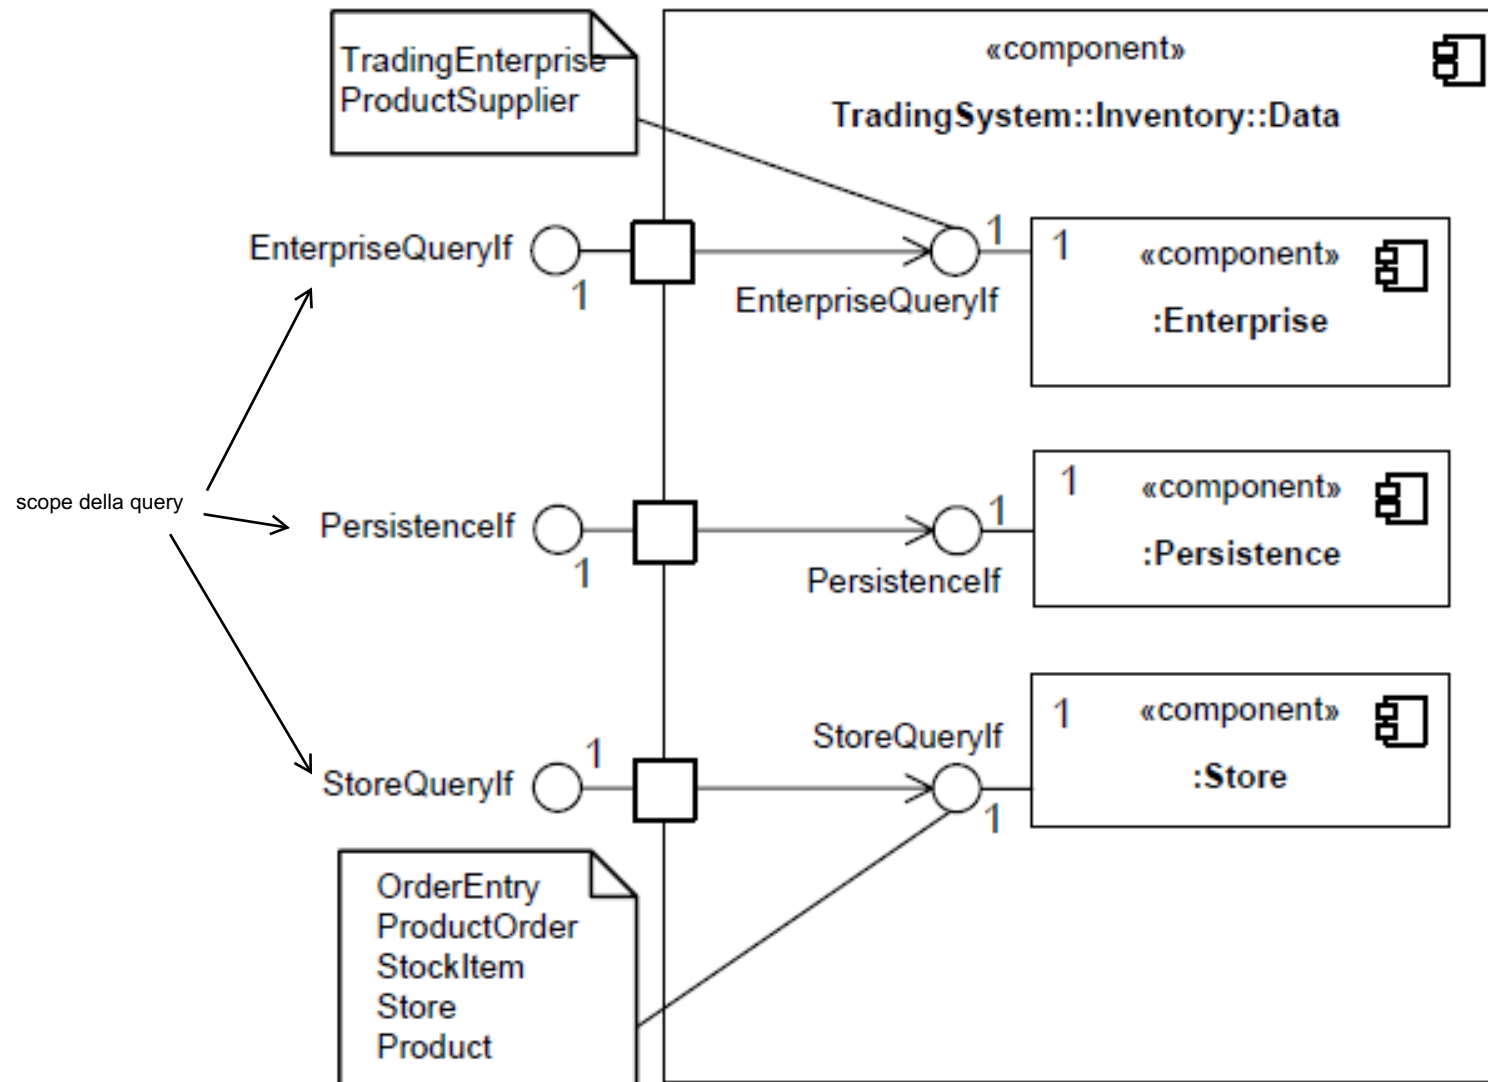 TradingEnterprise
ProductSupplier
«component»
TradingSystem::Inventory::Data
EnterpriseQueryIf
1
EnterpriseQueryIf
1
1
«component»
:Enterprise
scope della query
PersistenceIf
1
PersistenceIf
1
1
«component»
:Persistence
StoreQueryIf
1
StoreQueryIf
1
1
«component»
:Store
OrderEntry
ProductOrder
StockItem
Store
Product